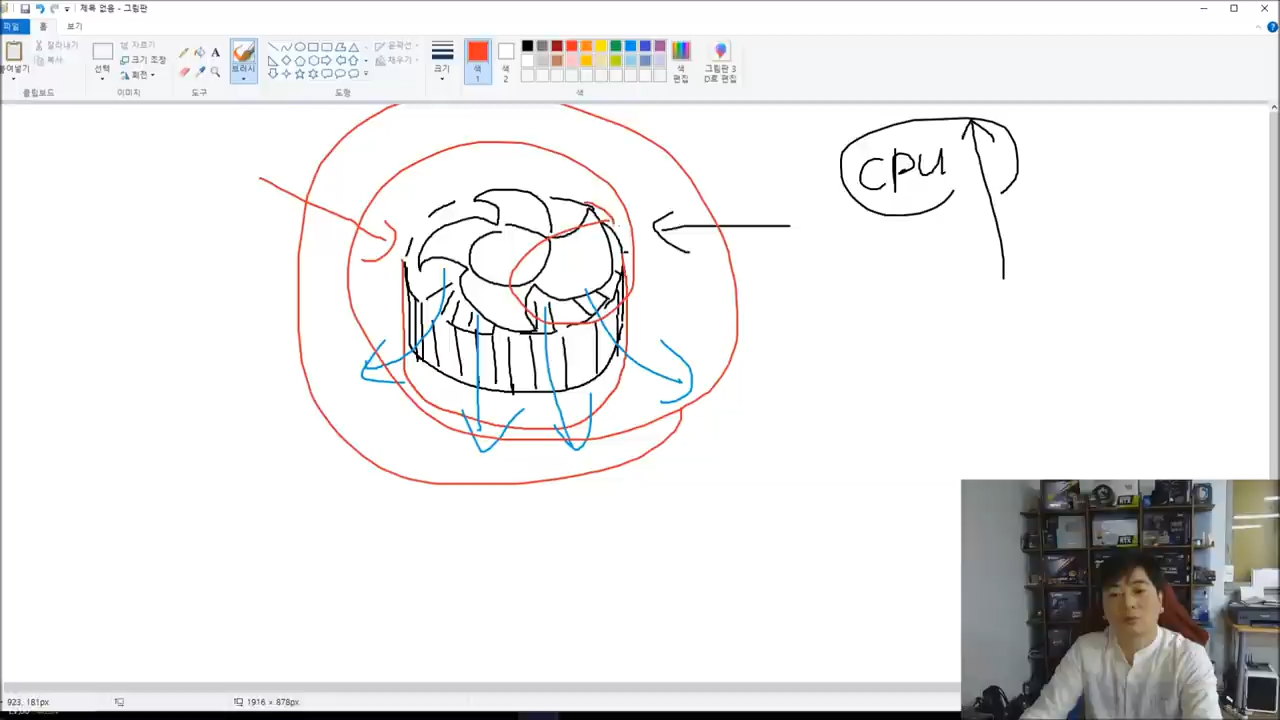 제목 없음 - 그림판
파일 홈 보기
붙여넣기
잘라내기
복사
클립보드
선택
자르기
크기 조정
회전
이미지
A
도구
브러시
윤곽선
채우기
도형
크기
색
1
색
2
색
편집
그림판 3
D로 편집
색
CPU
RTX
923, 181px
1916 × 878px